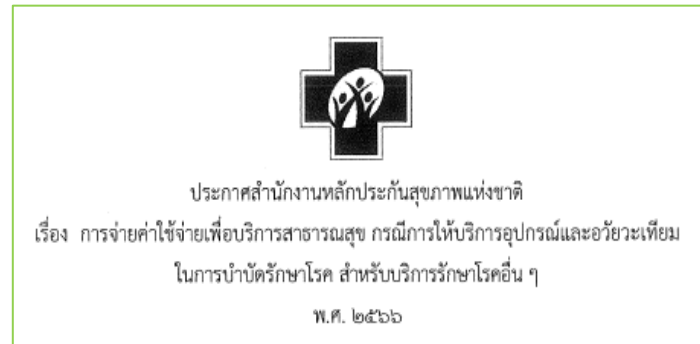 ประกาศสำนักงานหลักประกันสุขภาพแห่งชาติ
เรื่อง การจ่ายค่าใช้จ่ายเพื่อบริการสาธารณสุข กรณีการให้บริการอุปกรณ์และอวัยวะเทียม
ในการบำบัดรักษาโรค สำหรับบริการรักษาโรคอื่น ๆ
พ.ศ. ๒๕๖๖